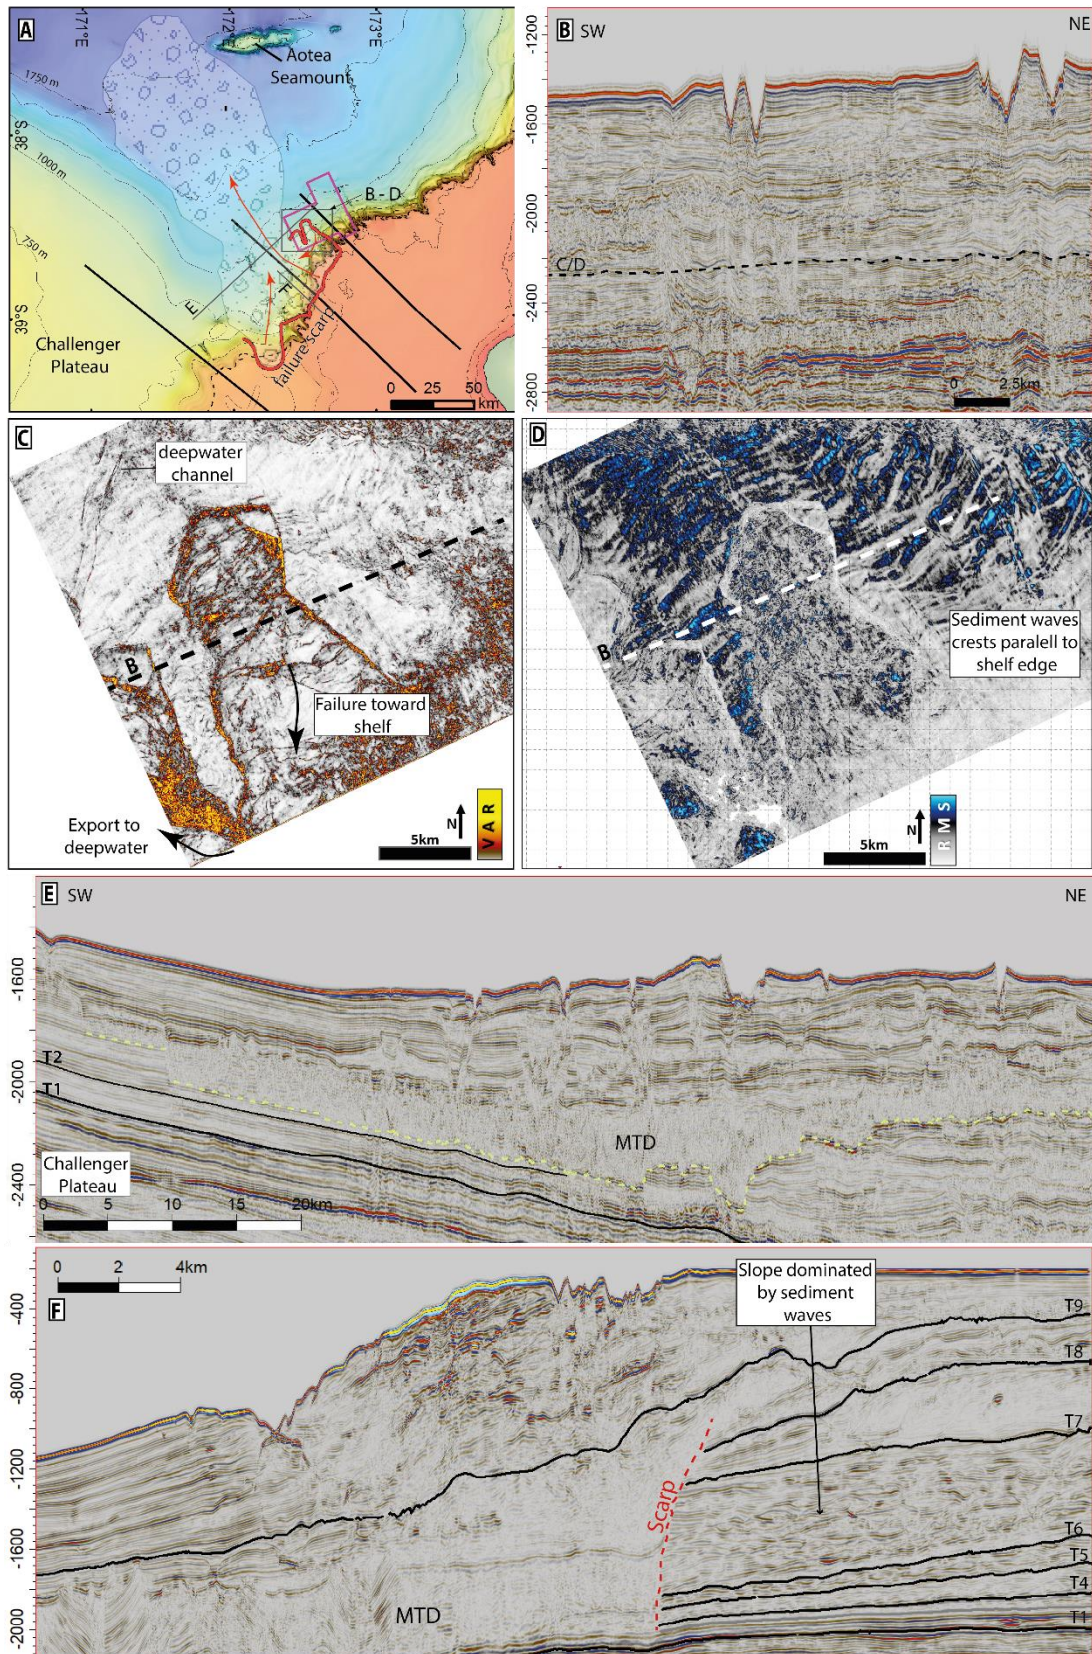 A
171°E
172°E
173°E
Aotea
Seamount
1750 m
38°S
1000 m
B - D
750 m
E
F
39°S
failure scarp
Challenger
Plateau
0 25 50
km
B SW
NE
-1200
-1600
-2000
C/D
-2400
-2800
0 2.5km
C
deepwater
channel
B
Failure toward
shelf
Export to
deepwater
5km
N
VAR
D
B
Sediment waves
crests paralell to
shelf edge
5km
N
RMS
E SW
NE
-1600
T2
-2000
T1
MTD
-2400
Challenger
Plateau
0 5 10 15 20km
0 2 4km
F
-400
Slope dominated
by sediment
waves
T9
T8
-800
T7
-1200
Scarp
-1600
T6
T5
T4
MTD
-2000
T1